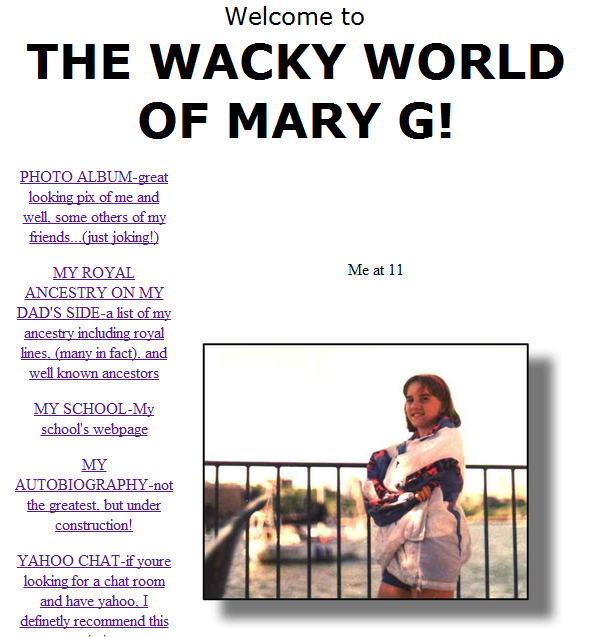 Welcome to
THE WACKY WORLD
OF MARY G!
PHOTO ALBUM-great
looking pix of me and
well, some others of my
friends...(just joking!)
MY ROYAL
ANCESTRY ON MY
DAD'S SIDE-a list of my
ancestry including royal
lines, (many in fact), and
well known ancestors
MY SCHOOL-My
school's webpage
MY
AUTOBIOGRAPHY-not
the greatest, but under
construction!
YAHOO CHAT-if youre
looking for a chat room
and have yahoo, I
definetly recommend this
Me at 11